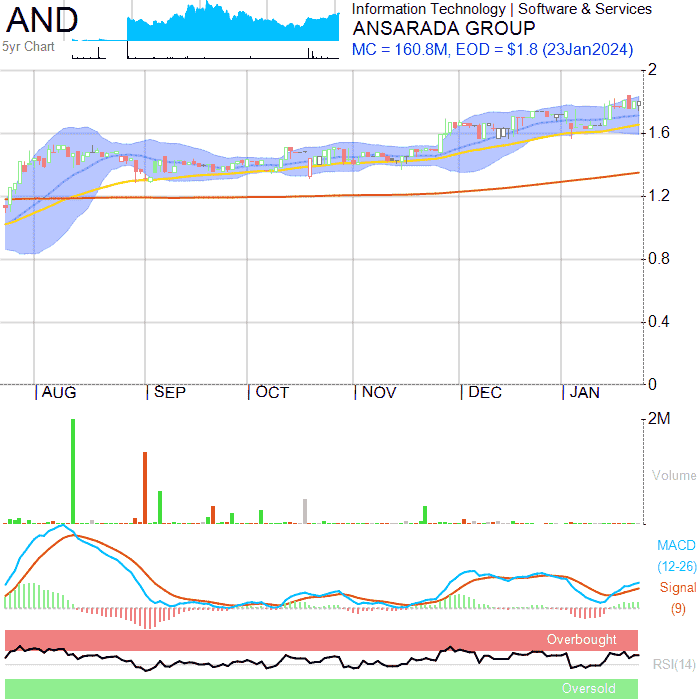 AND
5yr Chart
Information Technology | Software & Services
ANSARADA GROUP
MC = 160.8M, EOD = $1.8 (23Jan2024)
2
1.6
1.2
0.8
0.4
0
AUG SEP OCT NOV DEC JAN
2M
Volume
MACD
(12-26)
Signal
(9)
Overbought
RSI(14)
Oversold